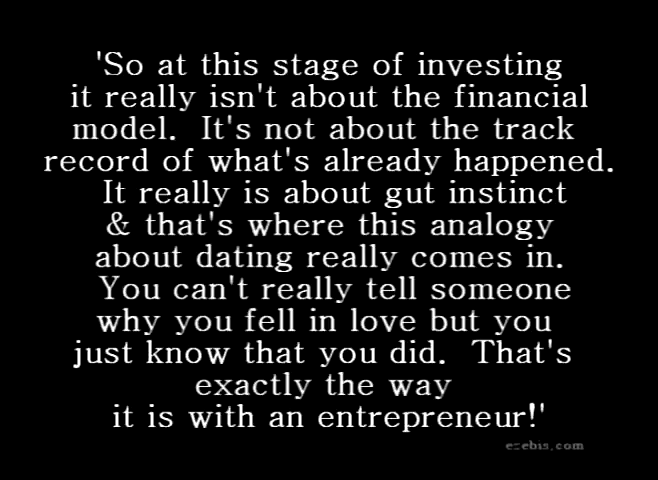 'So at this stage of investing
it really isn't about the financial
model. It's not about the track
record of what's already happened.
It really is about gut instinct
& that's where this analogy
about dating really comes in.
You can't really tell someone
why you fell in love but you
just know that you did. That's
exactly the way
it is with an entrepreneur!'
ezebis.com